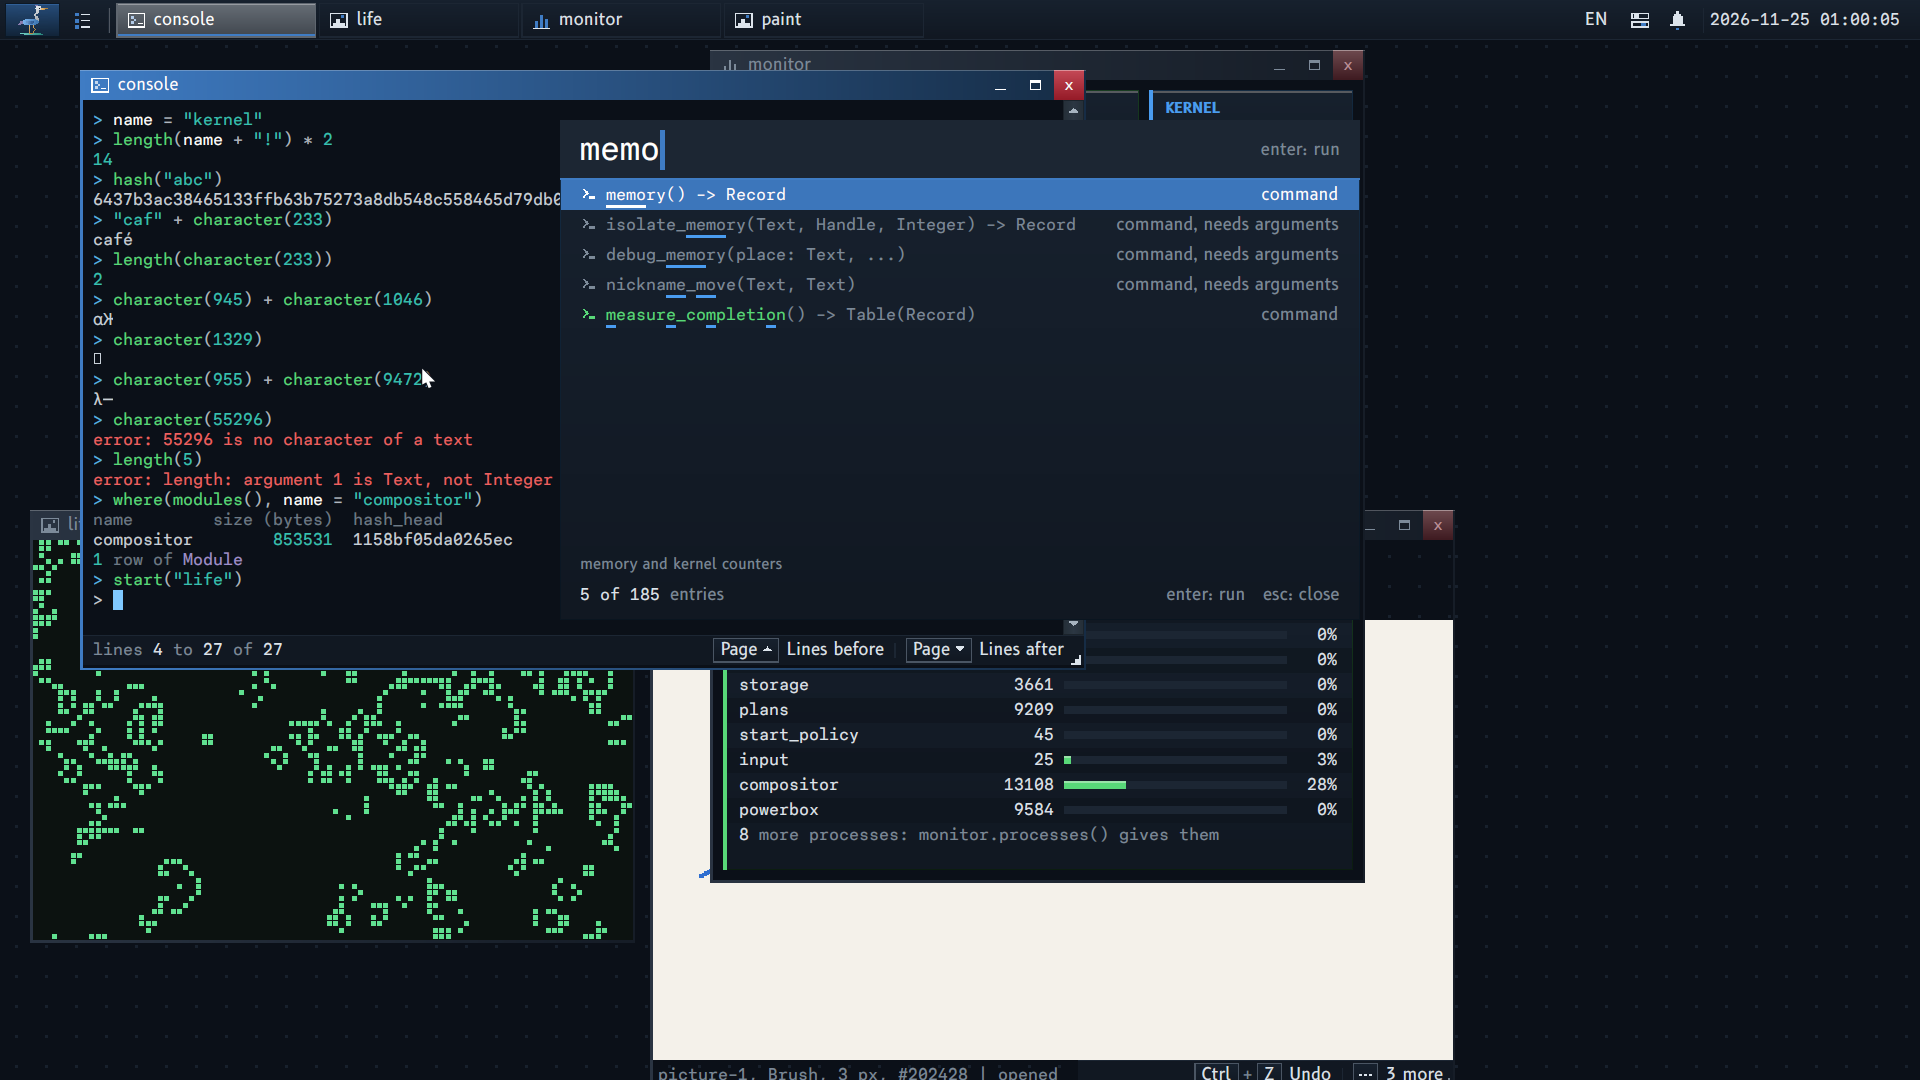 console
life
monitor
paint
EN
2026-11-25 01:00:05
monitor
console
KERNEL
> name = "kernel"
> length(name + "!") * 2
14
> hash("abc")
6437b3ac38465133ffb63b75273a8db548c558465d79db0
> "caf" + character(233)
café
> length(character(233))
2
> character(945) + character(1046)
αЖ
> character(1329)
> character(955) + character(9472
λ─
> character(55296)
error: 55296 is no character of a text
> length(5)
error: length: argument 1 is Text, not Integer
> where(modules(), name = "compositor")
name size (bytes) hash_head
compositor 853531 1158bf05da0265ec
1 row of Module
> start("life")
>
lines 4 to 27 of 27
Page Lines before
Page Lines after
memo
enter: run
memory() -> Record command
isolate_memory(Text, Handle, Integer) -> Record command, needs arguments
debug_memory(place: Text, ...) command, needs arguments
nickname_move(Text, Text) command, needs arguments
measure_completion() -> Table(Record) command
memory and kernel counters
5 of 185 entries
enter: run esc: close
li
0%
0%
storage 3661 0%
plans 9209 0%
start_policy 45 0%
input 25 3%
compositor 13108 28%
powerbox 9584 0%
8 more processes: monitor.processes() gives them
picture-1, Brush, 3 px, #202428 | opened
Ctrl + Z Undo
3 more